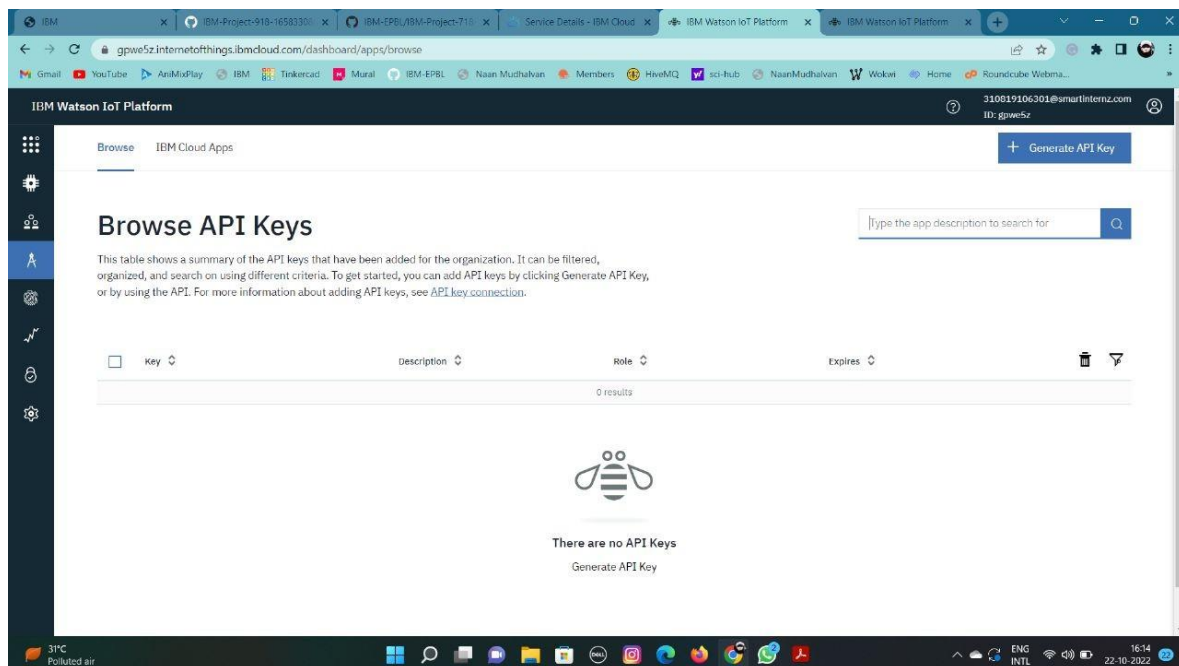 IBM
IBM-Project-918-16583300
IBM-EPBL/IBM-Project-718
Service Details - IBM Cloud
IBM Watson IoT Platform
IBM Watson IoT Platform
gpwe5z.internetofthings.ibmcloud.com/dashboard/apps/browse
Gmail YouTube AniMixPlay IBM Tinkercad Mural IBM-EPBL Naan Mudhalvan Members HiveMQ sci-hub NaanMudhalvan Wokwi Home Roundcube Webma...
IBM Watson IoT Platform
310819106301@smartinternz.com
ID: gpwe5z
Browse IBM Cloud Apps
+ Generate API Key
Browse API Keys
Type the app description to search for
This table shows a summary of the API keys that have been added for the organization. It can be filtered,
organized, and search on using different criteria. To get started, you can add API keys by clicking Generate API Key,
or by using the API. For more information about adding API keys, see API key connection.
Key Description Role Expires
0 results
There are no API Keys
Generate API Key
31°C
Polluted air
DELL
ENG
INTL
16:14
22-10-2022
22